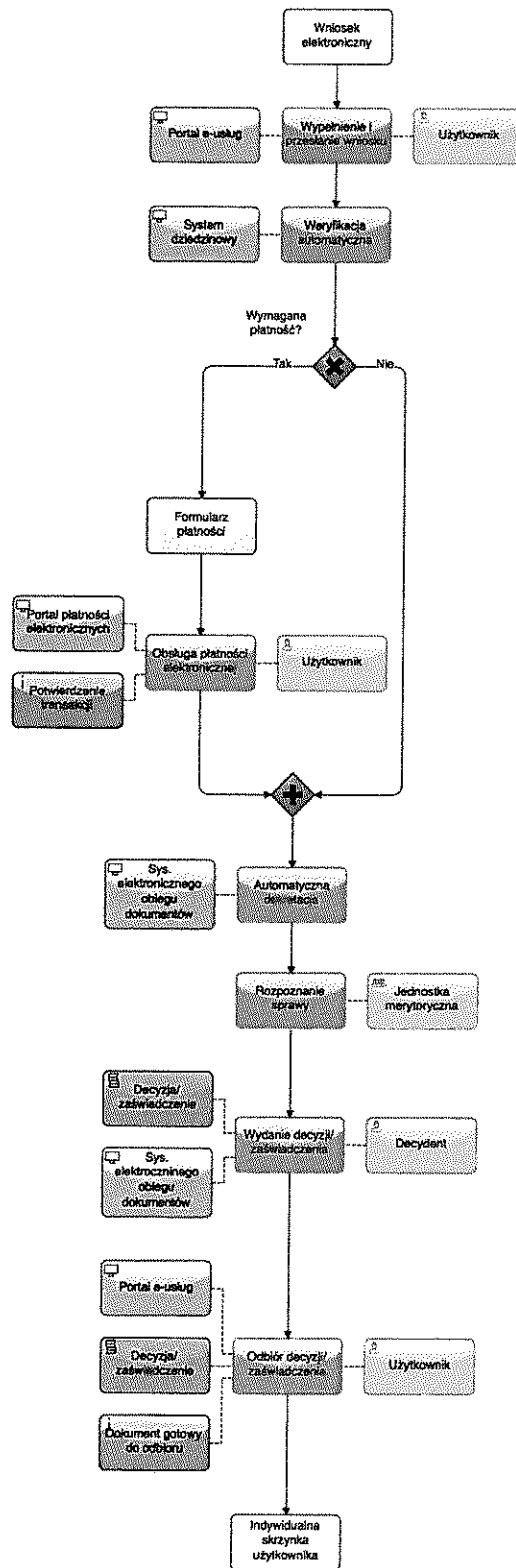 Wniosek
elektroniczny
Portal e-usług
Wypełnienie i
przesłanie wniosku
Użytkownik
System
dziedzinowy
Weryfikacja
automatyczna
Wymagana
płatność?
Tak
Nie
Formularz
płatności
Portal płatności
elektronicznych
Obsługa płatności
elektronicznej
Użytkownik
Potwierdzenie
transakcji
Sys.
elektronicznego
obiegu
dokumentów
Automatyczna
dekretacja
Rozpoznanie
sprawy
Jednostka
merytoryczna
Decyzja/
zaświadczenie
Wydanie decyzji/
zaświadczenia
Decydent
Sys.
elektroczninego
obiegu
dokumentów
Portal e-usług
Decyzja/
zaświadczenie
Odbiór decyzji/
zaświadczenia
Użytkownik
Dokument gotowy
do odbioru
Indywidualna
skrzynka
użytkownika